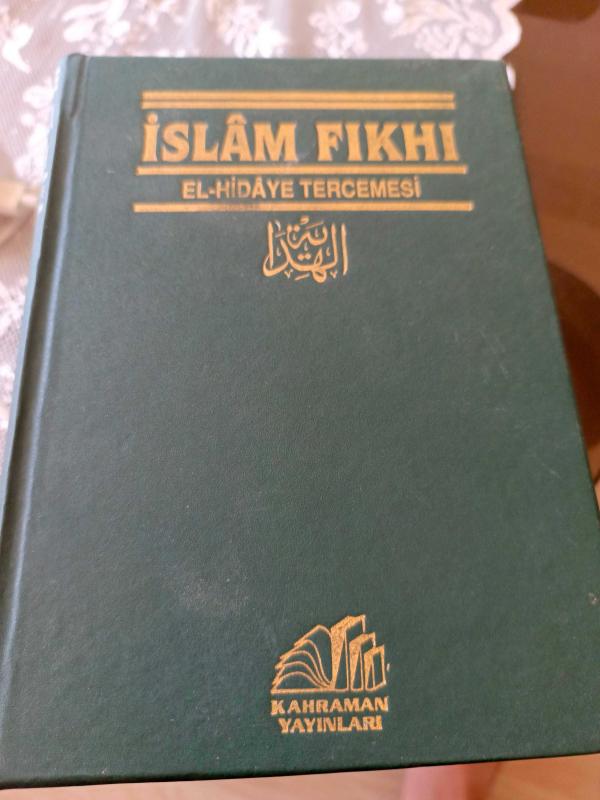 İSLÂM FIKHI
EL-HİDÂYE TERCEMESİ
الهداية
KAHRAMAN
YAYINLARI